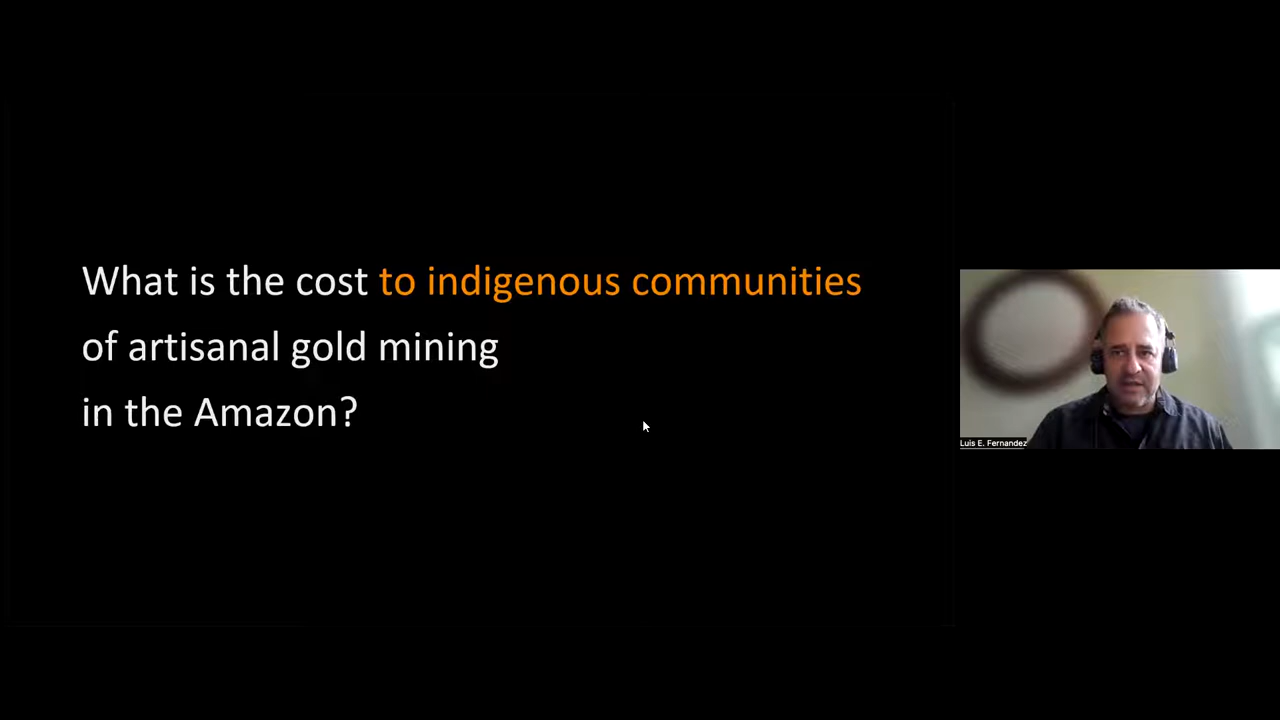 What is the cost to indigenous communities
of artisanal gold mining
in the Amazon?
Luis E. Fernandez